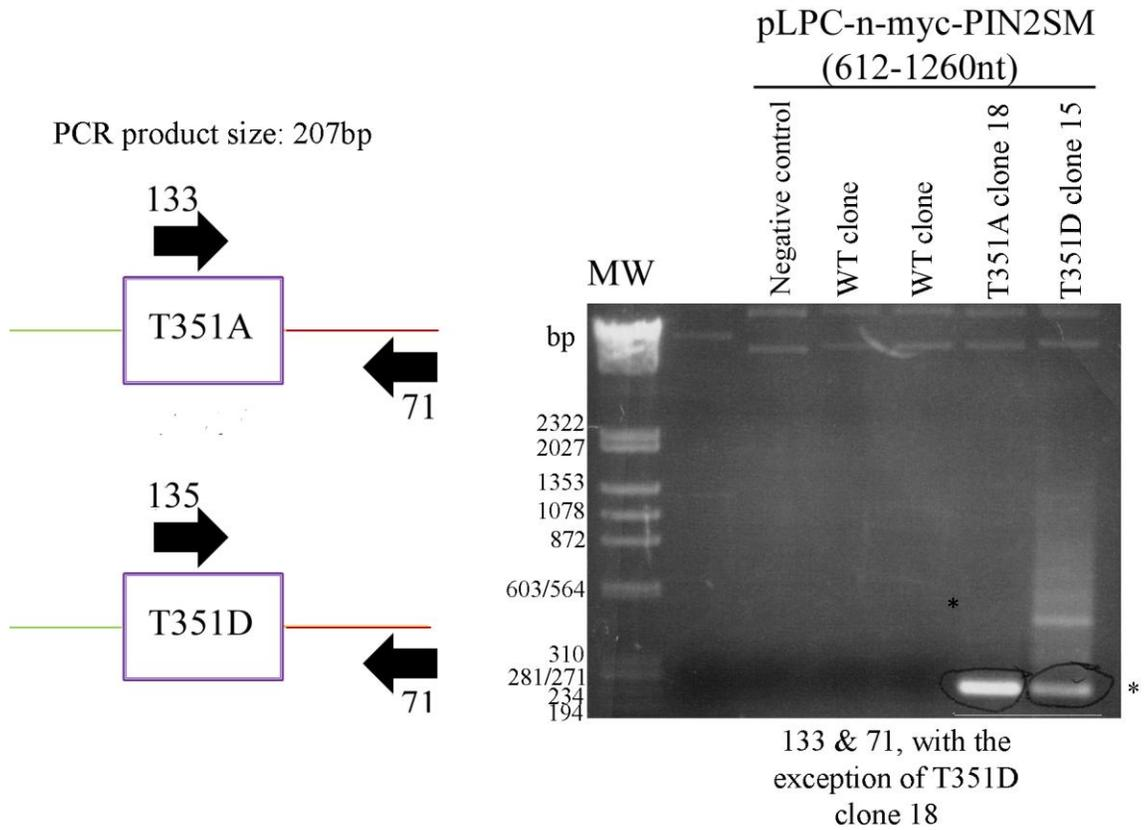 pLPC-n-myc-PIN2SM
(612-1260nt)
PCR product size: 207bp
Negative control
WT clone
WT clone
T351A clone 18
T351D clone 15
133
T351A
71
135
T351D
71
MW
bp
2322
2027
1353
1078
872
603/564
310
281/271
234
194
*
*
133 & 71, with the
exception of T351D
clone 18